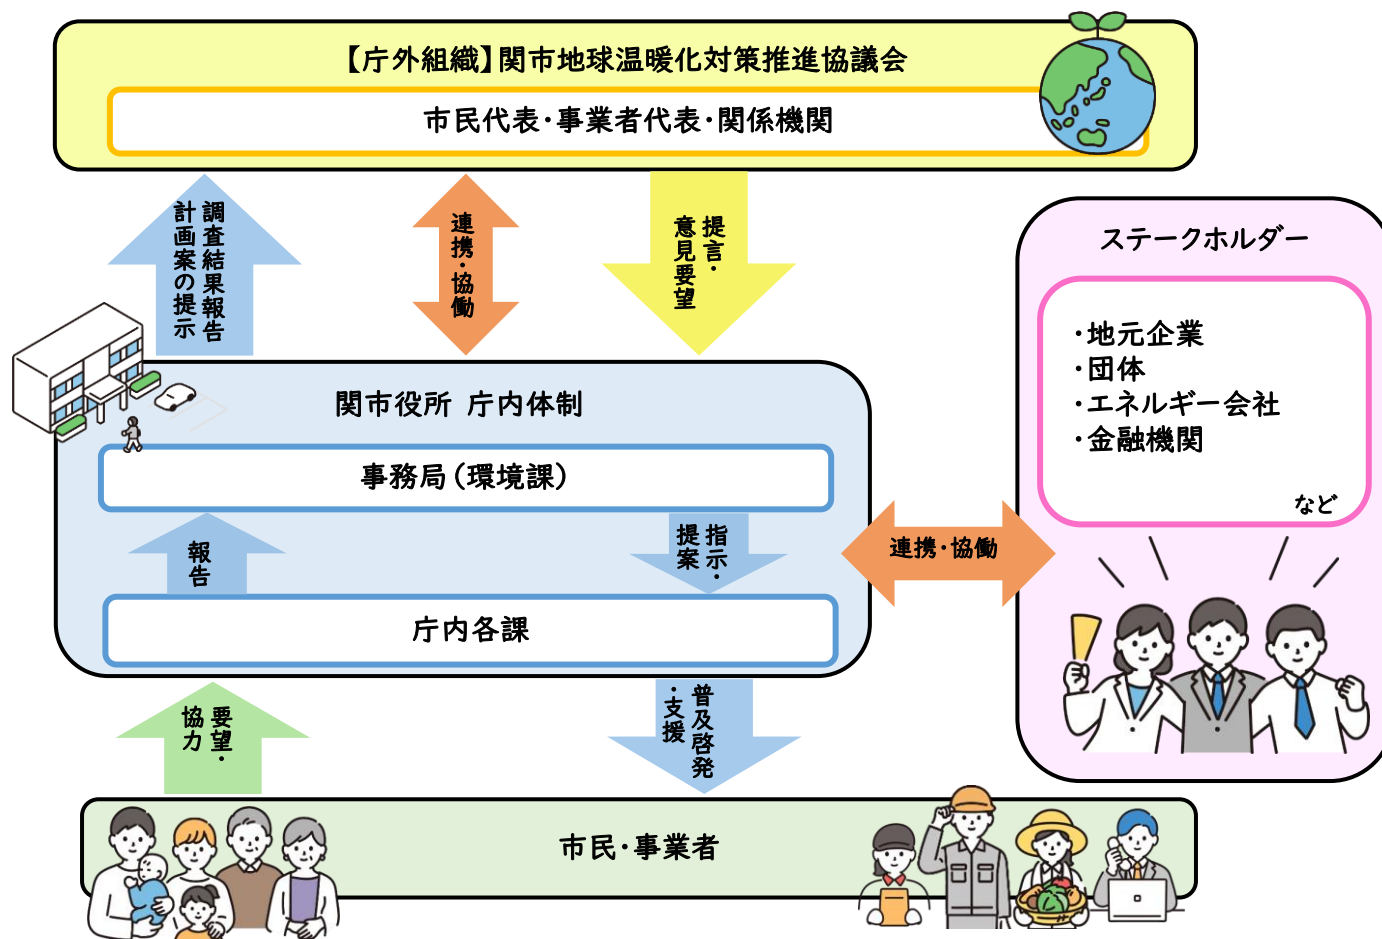 【庁外組織】関市地球温暖化対策推進協議会
市民代表・事業者代表・関係機関
調査結果報告
計画案の提示
連携・協働
提言・
意見要望
ステークホルダー
・地元企業
・団体
・エネルギー会社
・金融機関
など
関市役所 庁内体制
事務局（環境課）
報告
指示・
提案
連携・協働
庁内各課
要望・
協力
普及啓発
・支援
市民・事業者